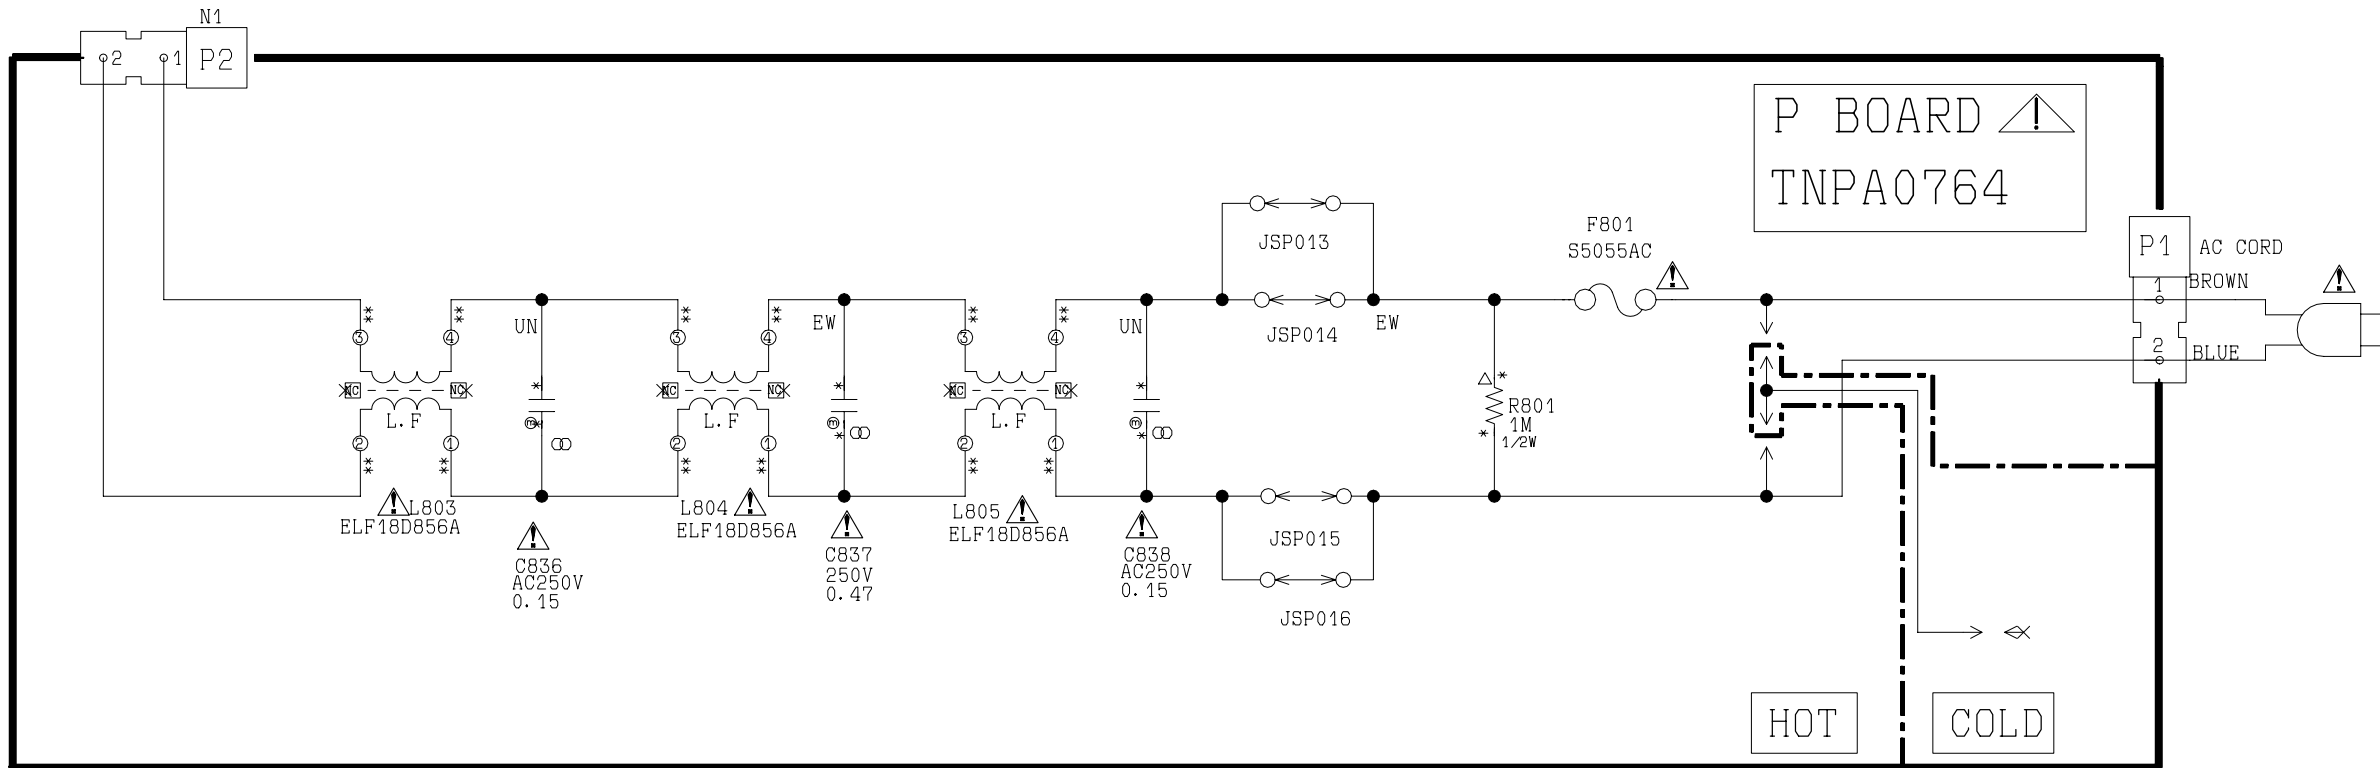 N1
2 1 P2
P BOARD !
TNPA0764
F801
S5055AC !
P1 AC CORD
1 BROWN
2 BLUE
!
JSP013
JSP014
EW
UN
EW
UN
** ** ** ** ** **
3 4 3 4 3 4
NC NC NC NC NC NC
L.F L.F L.F
2 1 2 1 2 1
** ** ** ** ** **
* m *
* m *
* m *
* R801
1M
* 1/2W
! L803
ELF18D856A
L804 !
ELF18D856A
L805 !
ELF18D856A
!
C836
AC250V
0.15
!
C837
250V
0.47
!
C838
AC250V
0.15
JSP015
JSP016
HOT COLD